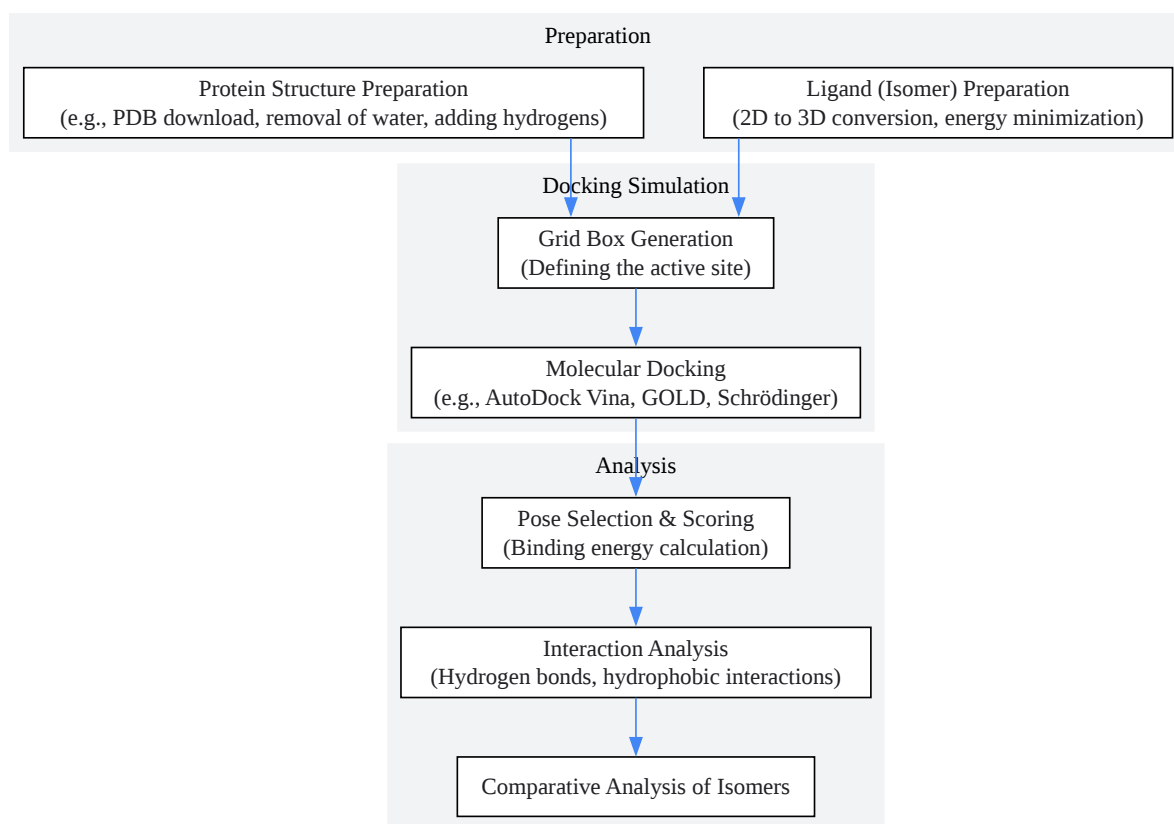 Preparation
Protein Structure Preparation
(e.g., PDB download, removal of water, adding hydrogens)
Ligand (Isomer) Preparation
(2D to 3D conversion, energy minimization)
Docking Simulation
Grid Box Generation
(Defining the active site)
Molecular Docking
(e.g., AutoDock Vina, GOLD, Schrödinger)
Analysis
Pose Selection & Scoring
(Binding energy calculation)
Interaction Analysis
(Hydrogen bonds, hydrophobic interactions)
Comparative Analysis of Isomers